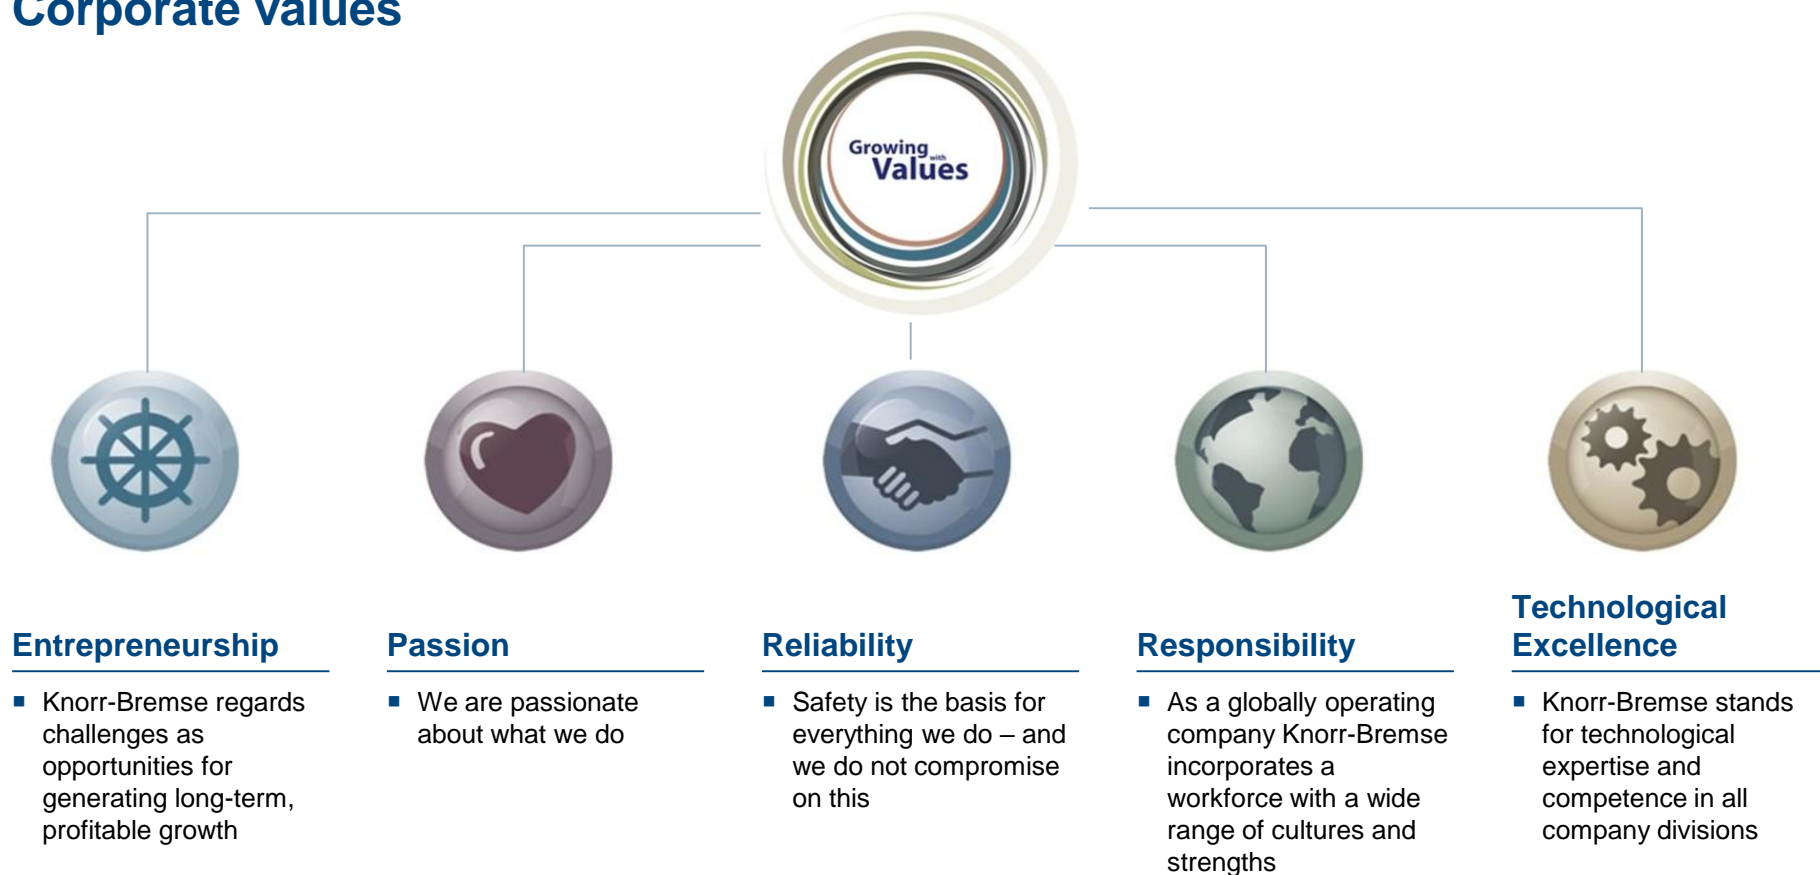 Corporate values
Growing with
Values
Entrepreneurship
■ Knorr-Bremse regards
challenges as
opportunities for
generating long-term,
profitable growth
Passion
■ We are passionate
about what we do
Reliability
■ Safety is the basis for
everything we do – and
we do not compromise
on this
Responsibility
■ As a globally operating
company Knorr-Bremse
incorporates a
workforce with a wide
range of cultures and
strengths
Technological
Excellence
■ Knorr-Bremse stands
for technological
expertise and
competence in all
company divisions